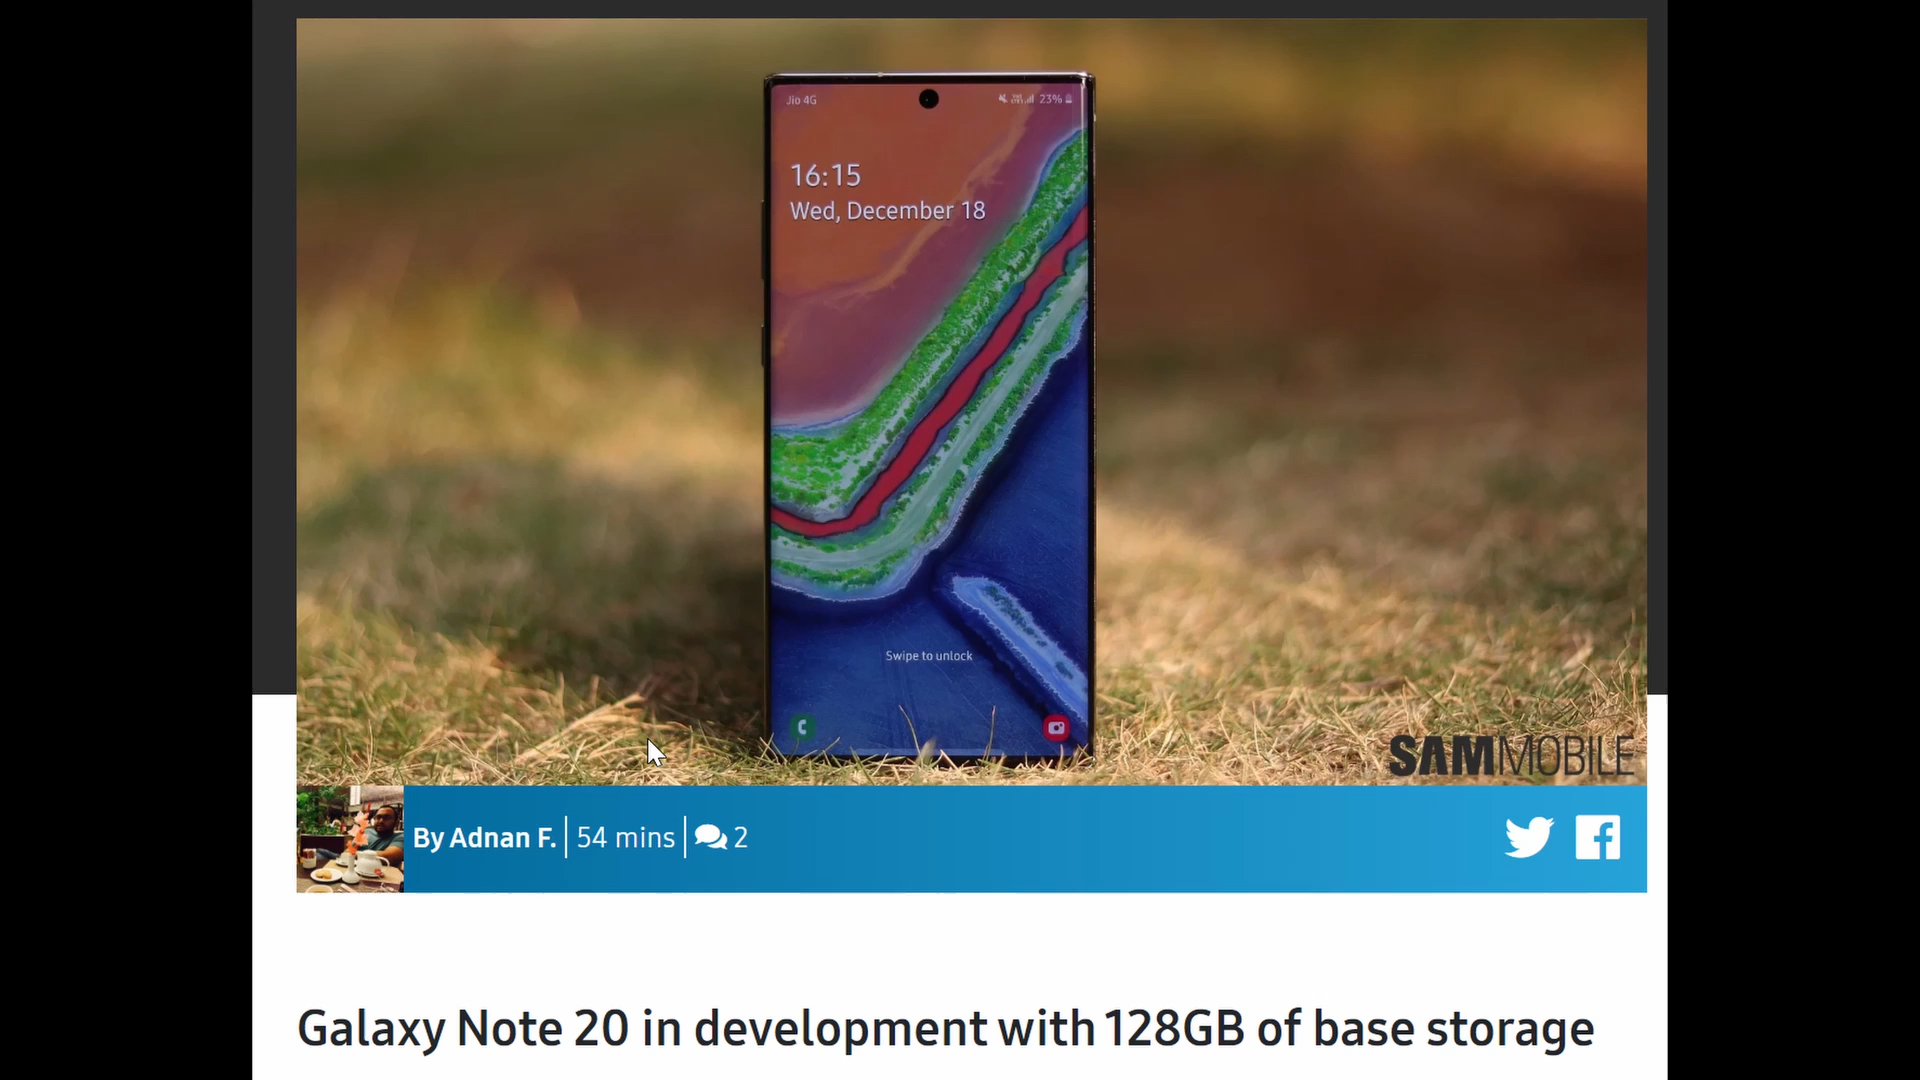 Jio 4G
23%
16:15
Wed, December 18
Swipe to unlock
SAMMOBILE
By Adnan F. 54 mins 2
Galaxy Note 20 in development with 128GB of base storage